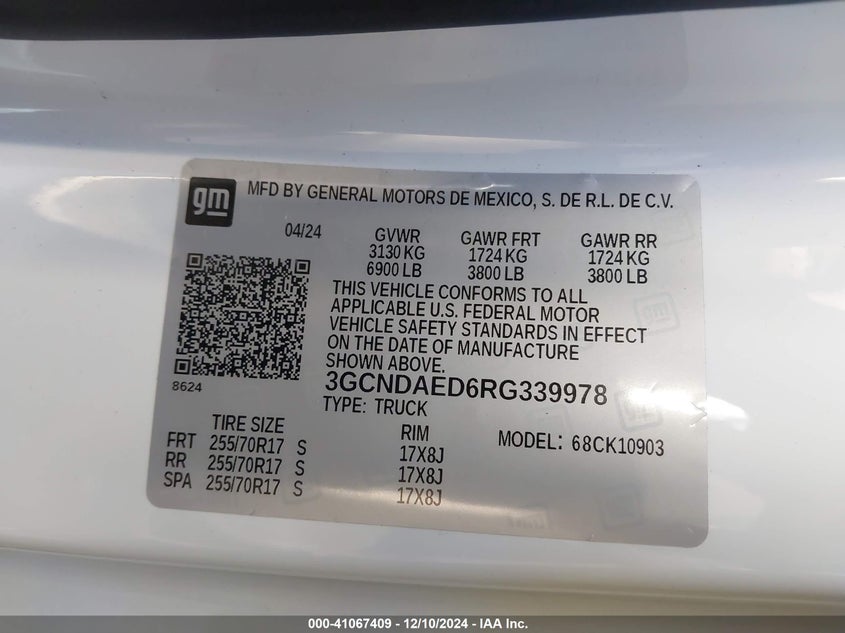 gm
MFD BY GENERAL MOTORS DE MEXICO, S. DE R.L. DE C.V.
04/24 GVWR GAWR FRT GAWR RR
3130 KG 1724 KG 1724 KG
6900 LB 3800 LB 3800 LB
THIS VEHICLE CONFORMS TO ALL
APPLICABLE U.S. FEDERAL MOTOR
VEHICLE SAFETY STANDARDS IN EFFECT
ON THE DATE OF MANUFACTURE
SHOWN ABOVE.
8624
3GCNDAED6RG339978
TYPE: TRUCK
TIRE SIZE RIM MODEL: 68CK10903
FRT 255/70R17 S 17X8J
RR 255/70R17 S 17X8J
SPA 255/70R17 S 17X8J
000-41067409 - 12/10/2024 - IAA Inc.